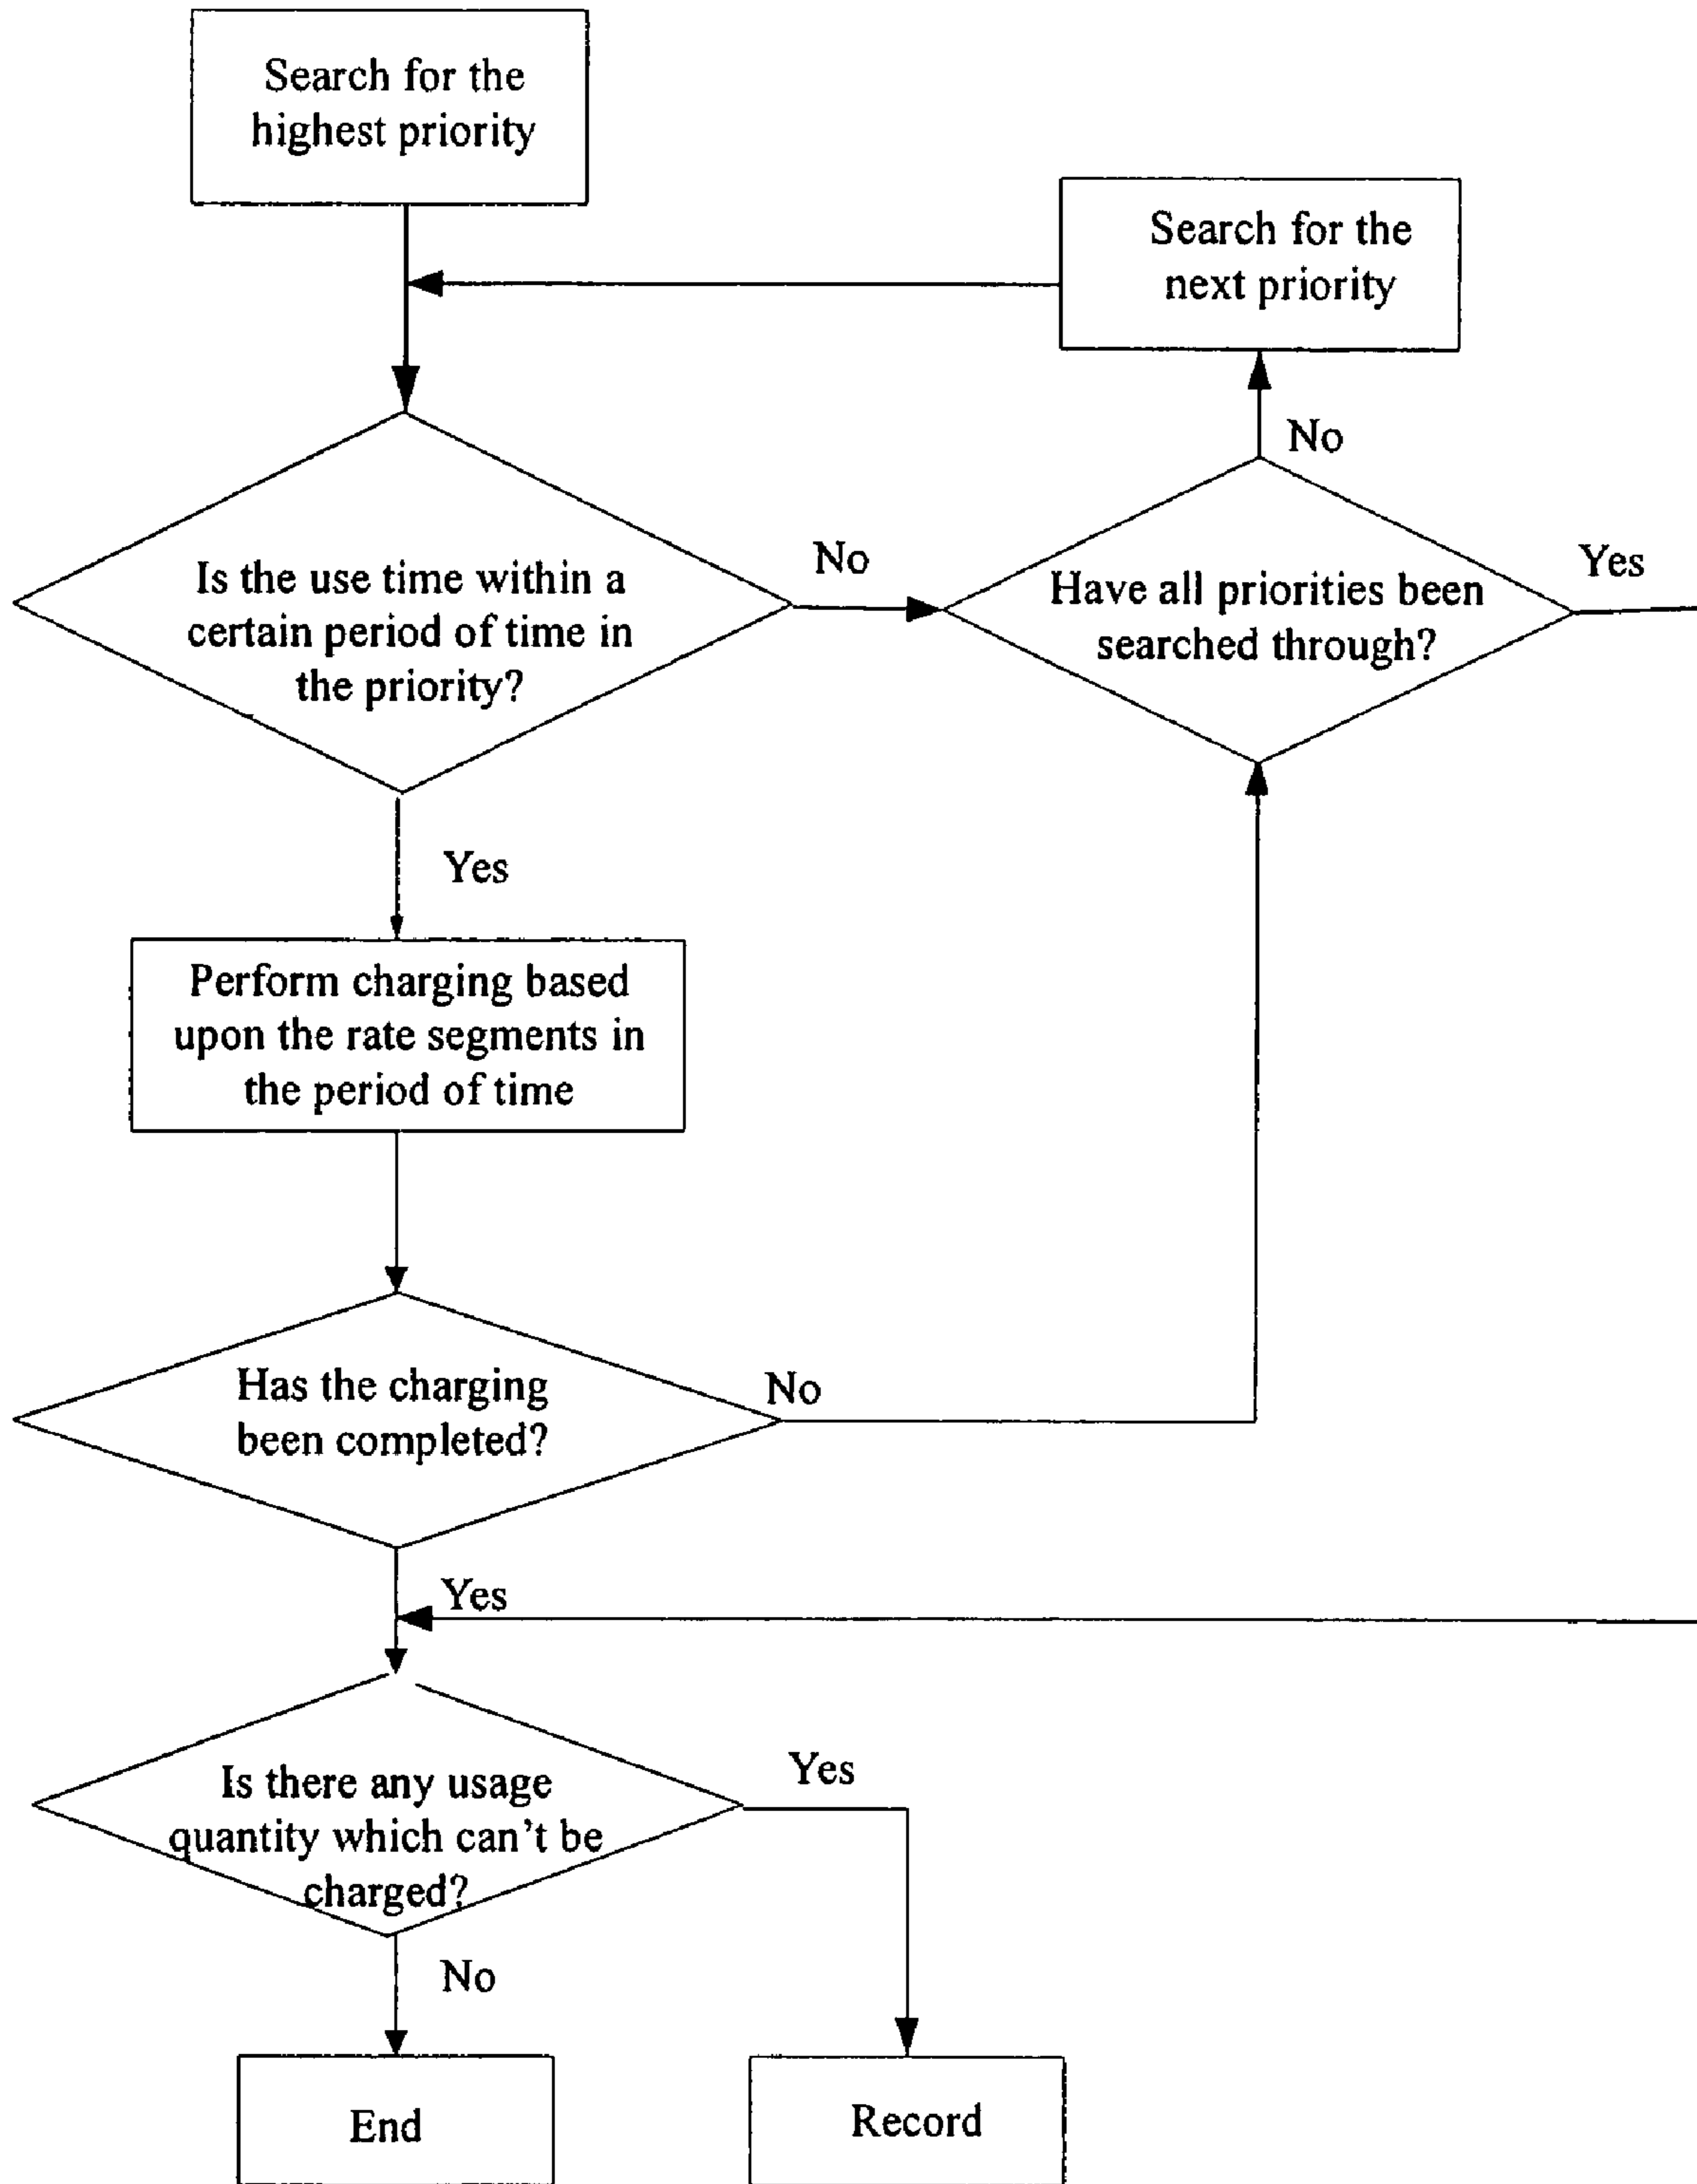 Search for the
highest priority
Search for the
next priority
No
Is the use time within a
certain period of time in
the priority?
No
Have all priorities been
searched through?
Yes
Yes
Perform charging based
upon the rate segments in
the period of time
Has the charging
been completed?
No
Yes
Is there any usage
quantity which can't be
charged?
Yes
No
End
Record